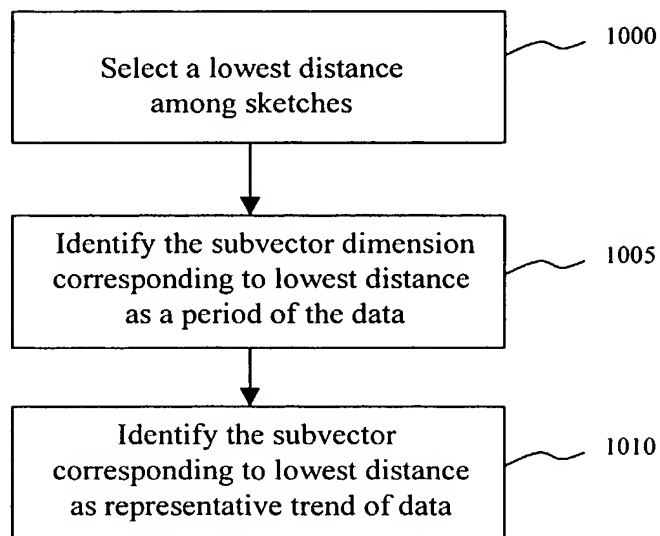 Select a lowest distance
among sketches
1000
Identify the subvector dimension
corresponding to lowest distance
as a period of the data
1005
Identify the subvector
corresponding to lowest distance
as representative trend of data
1010